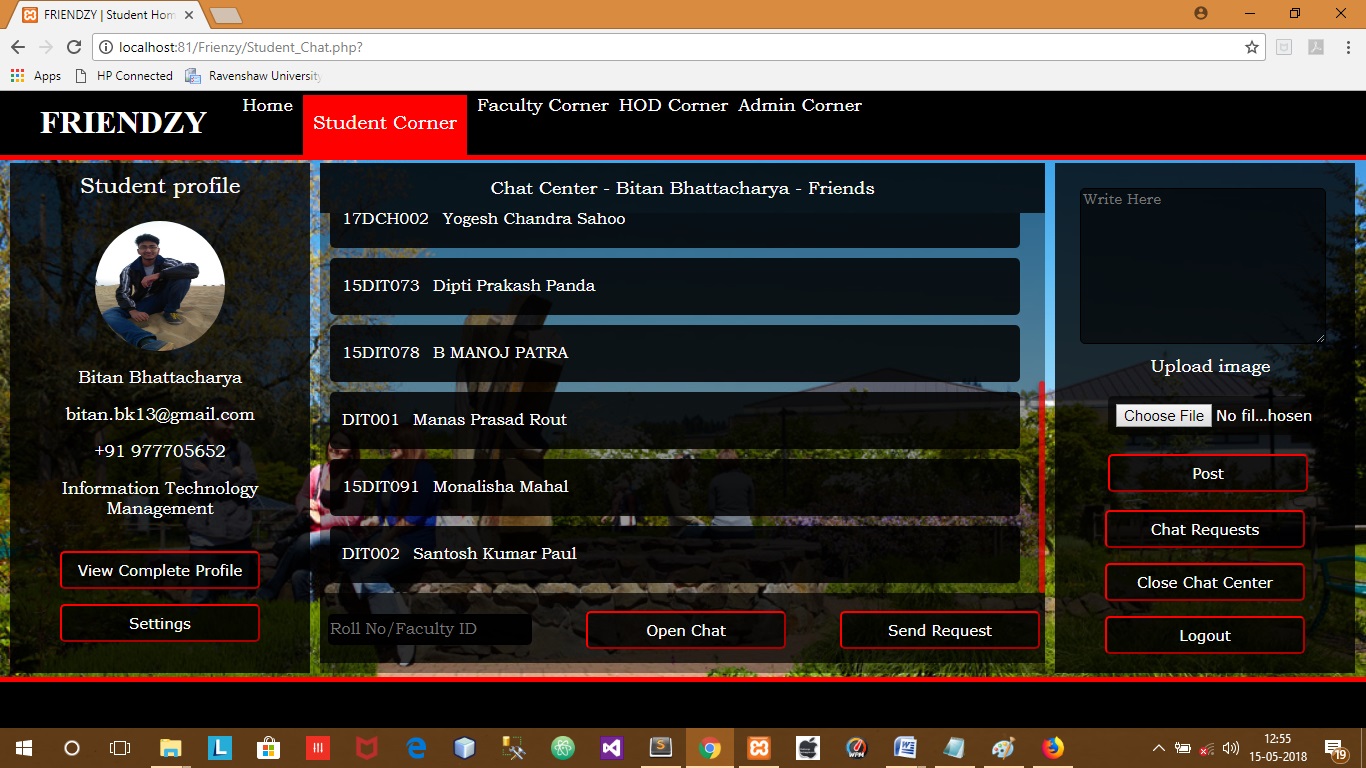 FRIENDZY | Student Hom
localhost:81/Frienzy/Student_Chat.php?
Apps HP Connected Ravenshaw University
FRIENDZY
Home
Student Corner
Faculty Corner
HOD Corner
Admin Corner
Student profile
Bitan Bhattacharya
bitan.bk13@gmail.com
+91 977705652
Information Technology
Management
View Complete Profile
Settings
Chat Center - Bitan Bhattacharya - Friends
17DCH002 Yogesh Chandra Sahoo
15DIT073 Dipti Prakash Panda
15DIT078 B MANOJ PATRA
DIT001 Manas Prasad Rout
15DIT091 Monalisha Mahal
DIT002 Santosh Kumar Paul
Roll No/Faculty ID
Open Chat
Send Request
Write Here
Upload image
Choose File No fil...hosen
Post
Chat Requests
Close Chat Center
Logout
L
S
W
WPM
12:55
15-05-2018
19